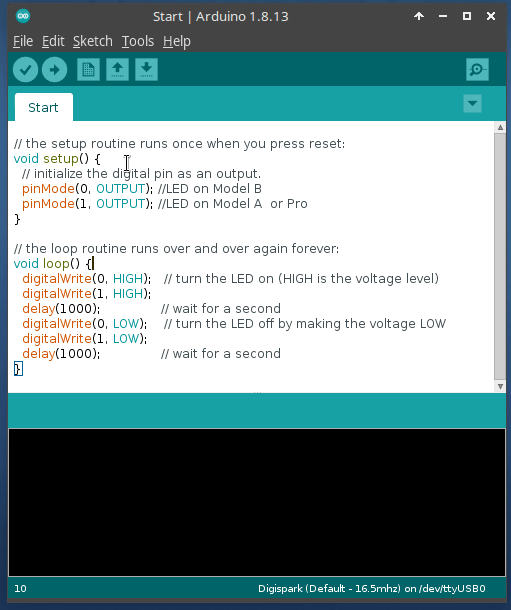 Start | Arduino 1.8.13
File Edit Sketch Tools Help
Start
// the setup routine runs once when you press reset:
void setup() {
  // initialize the digital pin as an output.
  pinMode(0, OUTPUT); //LED on Model B
  pinMode(1, OUTPUT); //LED on Model A  or Pro
}
// the loop routine runs over and over again forever:
void loop() {
  digitalWrite(0, HIGH);   // turn the LED on (HIGH is the voltage level)
  digitalWrite(1, HIGH);
  delay(1000);               // wait for a second
  digitalWrite(0, LOW);    // turn the LED off by making the voltage LOW
  digitalWrite(1, LOW);
  delay(1000);               // wait for a second
}
10
Digispark (Default - 16.5mhz) on /dev/ttyUSB0